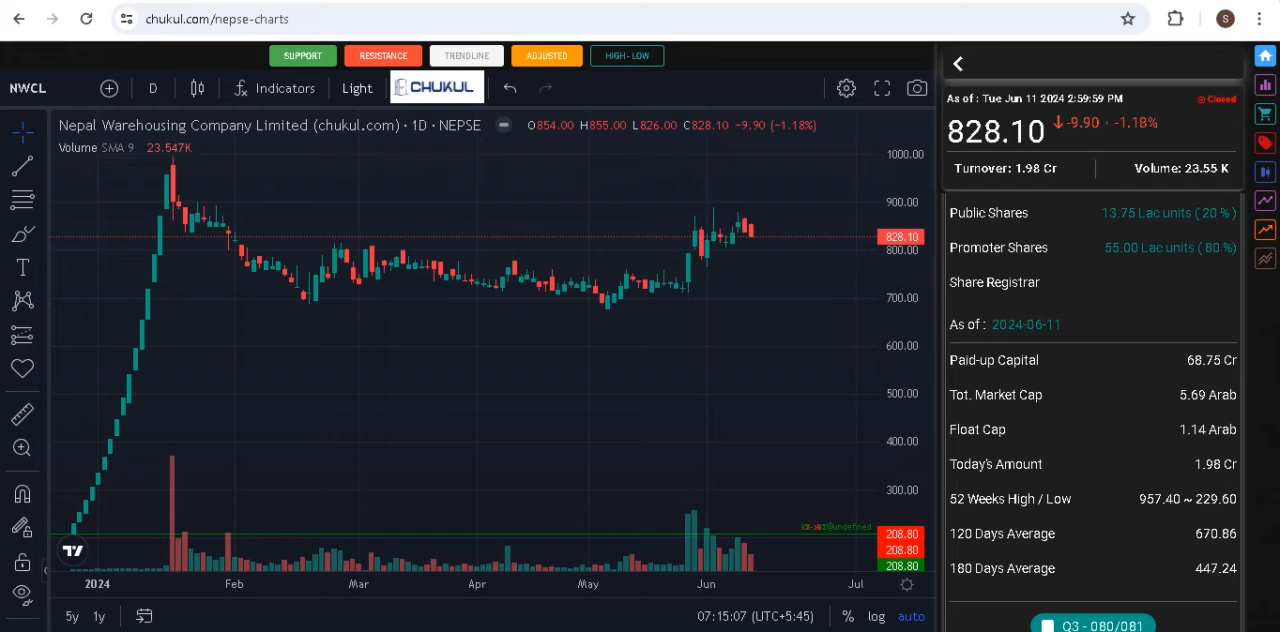 chukul.com/nepse-charts
S
SUPPORT
RESISTANCE
TRENDLINE
ADJUSTED
HIGH-LOW
NWCL
D
Indicators
Light
CHUKUL
Nepal Warehousing Company Limited (chukul.com) · 1D · NEPSE
O854.00 H855.00 L826.00 C828.10 −9.90 (−1.18%)
Volume SMA 9 23.547K
1000.00
900.00
828.10
800.00
700.00
600.00
500.00
400.00
300.00
208.80
208.80
208.80
2024
Feb
Mar
Apr
May
Jun
Jul
5y
1y
07:15:07 (UTC+5:45)
%
log
auto
As of : Tue Jun 11 2024 2:59:59 PM
Closed
828.10
-9.90 · -1.18%
Turnover: 1.98 Cr
Volume: 23.55 K
Public Shares 13.75 Lac units ( 20 % )
Promoter Shares 55.00 Lac units ( 80 %)
Share Registrar
As of : 2024-06-11
Paid-up Capital 68.75 Cr
Tot. Market Cap 5.69 Arab
Float Cap 1.14 Arab
Today's Amount 1.98 Cr
52 Weeks High / Low 957.40 ~ 229.60
120 Days Average 670.86
180 Days Average 447.24
Q3 - 080/081